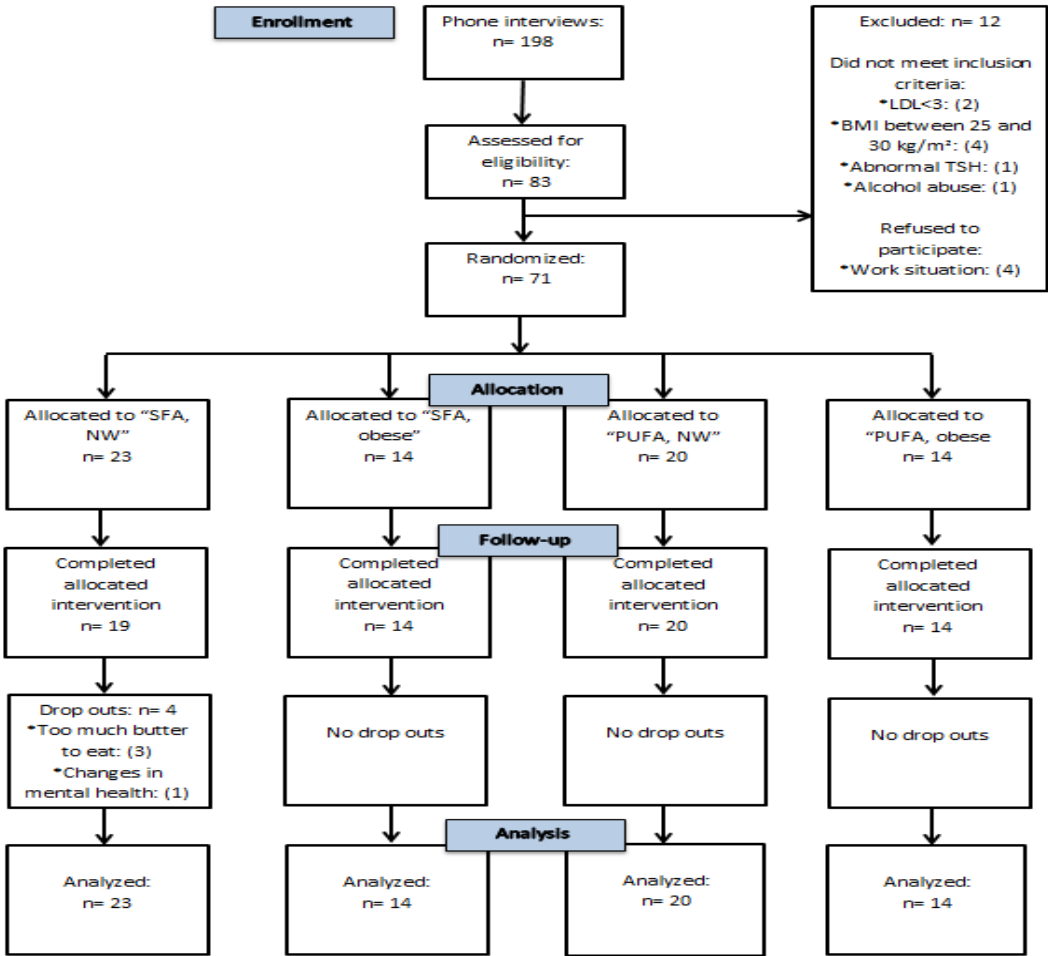 Enrollment
Phone interviews:
n= 198
Excluded: n= 12
Did not meet inclusion
criteria:
*LDL<3: (2)
*BMI between 25 and
30 kg/m²: (4)
*Abnormal TSH: (1)
*Alcohol abuse: (1)
Refused to
participate:
*Work situation: (4)
Assessed for
eligibility:
n= 83
Randomized:
n= 71
Allocation
Allocated to “SFA,
NW”
n= 23
Allocated to “SFA,
obese”
n= 14
Allocated to
“PUFA, NW”
n= 20
Allocated to
“PUFA, obese
n= 14
Follow-up
Completed
allocated
intervention
n= 19
Completed
allocated
intervention
n= 14
Completed
allocated
intervention
n= 20
Completed
allocated
intervention
n= 14
Drop outs: n= 4
*Too much butter
to eat: (3)
*Changes in
mental health: (1)
No drop outs
No drop outs
No drop outs
Analysis
Analyzed:
n= 23
Analyzed:
n= 14
Analyzed:
n= 20
Analyzed:
n= 14